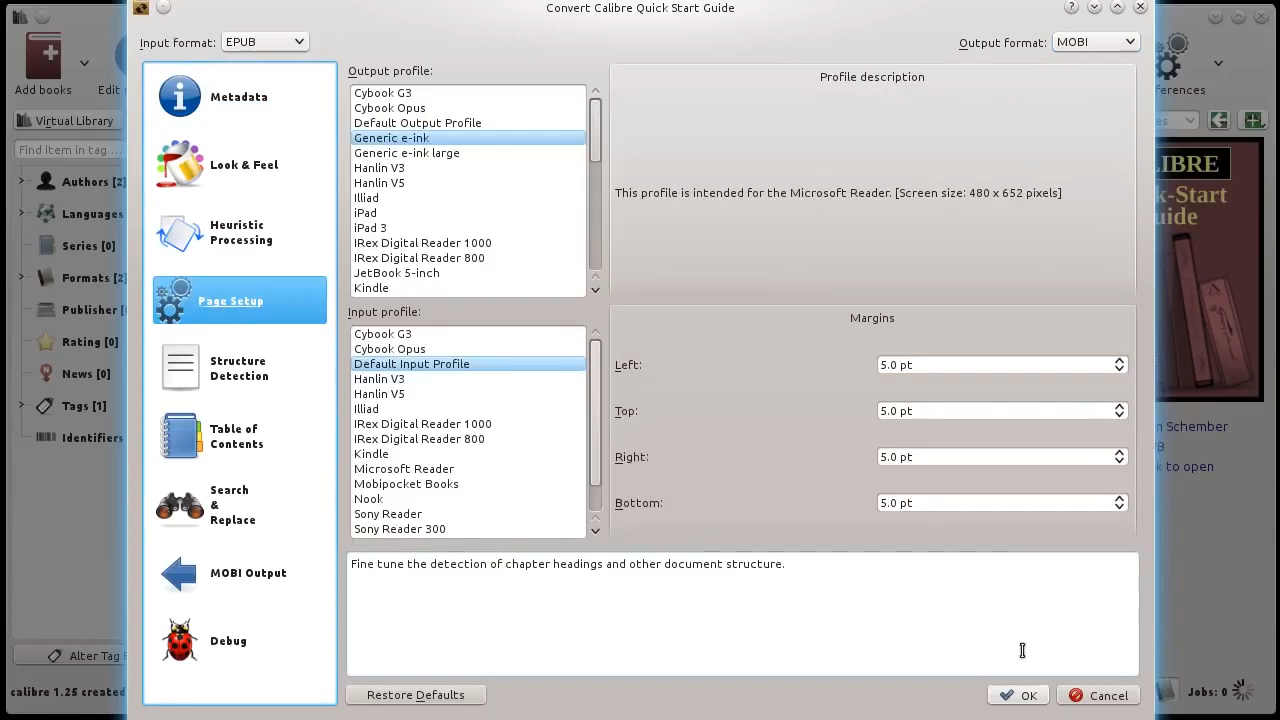 Convert Calibre Quick Start Guide
Input format: EPUB
Output format: MOBI
Metadata
Look & Feel
Heuristic
Processing
Page Setup
Structure
Detection
Table of
Contents
Search
&
Replace
MOBI Output
Debug
Output profile:
Cybook G3
Cybook Opus
Default Output Profile
Generic e-ink
Generic e-ink large
Hanlin V3
Hanlin V5
Illiad
iPad
iPad 3
IRex Digital Reader 1000
IRex Digital Reader 800
JetBook 5-inch
Kindle
Profile description
This profile is intended for the Microsoft Reader. [Screen size: 480 x 652 pixels]
Input profile:
Cybook G3
Cybook Opus
Default Input Profile
Hanlin V3
Hanlin V5
Illiad
IRex Digital Reader 1000
IRex Digital Reader 800
Kindle
Microsoft Reader
Mobipocket Books
Nook
Sony Reader
Sony Reader 300
Margins
Left: 5.0 pt
Top: 5.0 pt
Right: 5.0 pt
Bottom: 5.0 pt
Fine tune the detection of chapter headings and other document structure.
Restore Defaults
OK
Cancel
Add books
Edit
Virtual Library
Find item in tag ...
Authors [2]
Languages
Series [0]
Formats [2]
Publisher
Rating [0]
News [0]
Tags [1]
Identifiers
Alter Tag B
calibre 1.25 created
erences
es
IBRE
k-Start
uide
n Schember
B
k to open
Jobs: 0